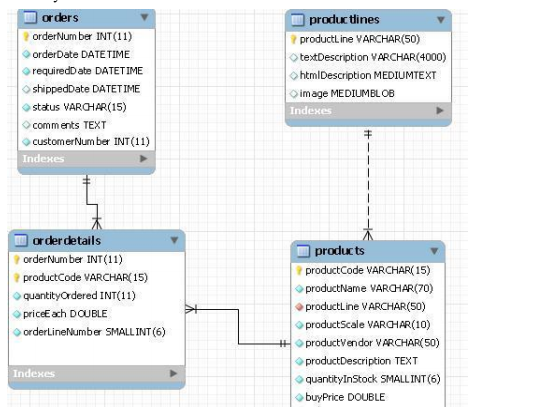 orders
orderNumber INT(11)
orderDate DATETIME
requiredDate DATETIME
shippedDate DATETIME
status VARCHAR(15)
comments TEXT
customerNumber INT(11)
Indexes
productlines
productLine VARCHAR(50)
textDescription VARCHAR(4000)
htmlDescription MEDIUMTEXT
image MEDIUMBLOB
Indexes
orderdetails
orderNumber INT(11)
productCode VARCHAR(15)
quantityOrdered INT(11)
priceEach DOUBLE
orderLineNumber SMALLINT(6)
Indexes
products
productCode VARCHAR(15)
productName VARCHAR(70)
productLine VARCHAR(50)
productScale VARCHAR(10)
productVendor VARCHAR(50)
productDescription TEXT
quantityInStock SMALLINT(6)
buyPrice DOUBLE